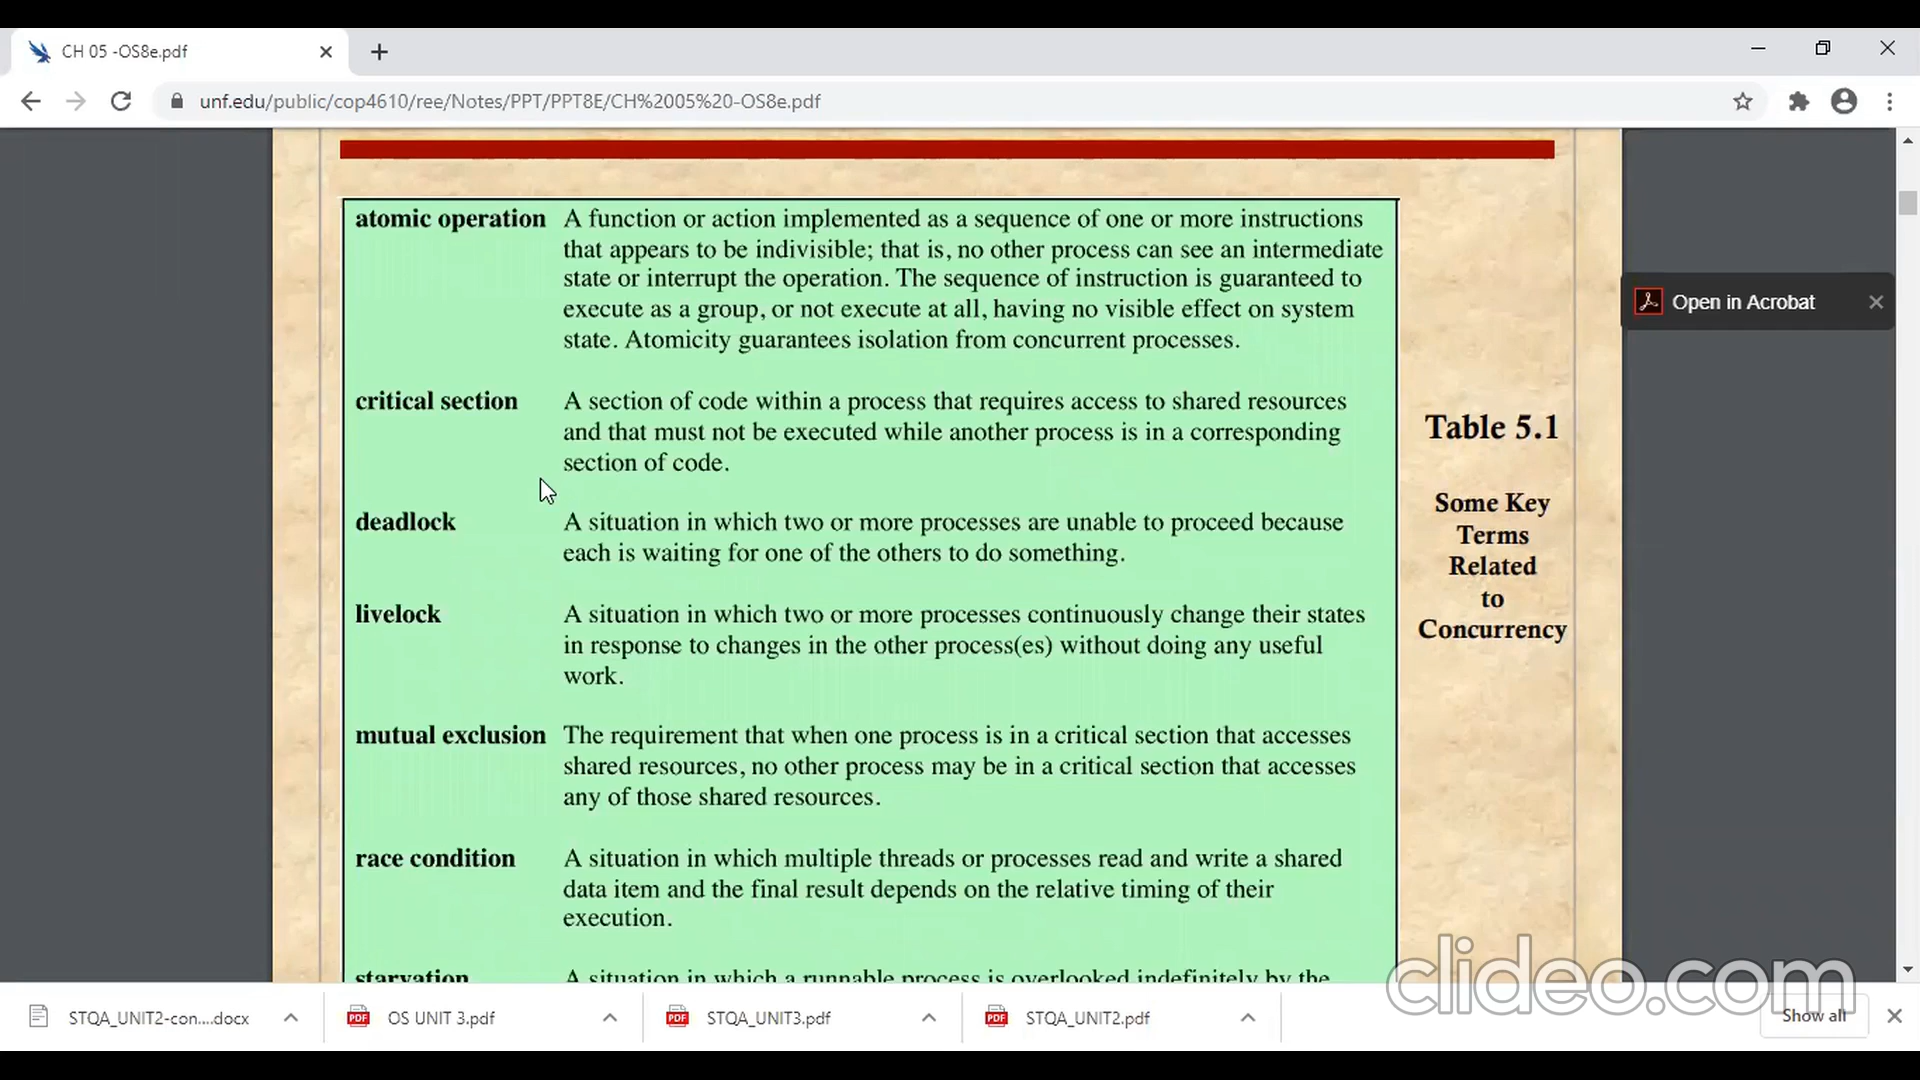 CH 05 -OS8e.pdf
unf.edu/public/cop4610/ree/Notes/PPT/PPT8E/CH%2005%20-OS8e.pdf
atomic operation A function or action implemented as a sequence of one or more instructions
that appears to be indivisible; that is, no other process can see an intermediate
state or interrupt the operation. The sequence of instruction is guaranteed to
execute as a group, or not execute at all, having no visible effect on system
state. Atomicity guarantees isolation from concurrent processes.
critical section A section of code within a process that requires access to shared resources
and that must not be executed while another process is in a corresponding
section of code.
deadlock A situation in which two or more processes are unable to proceed because
each is waiting for one of the others to do something.
livelock A situation in which two or more processes continuously change their states
in response to changes in the other process(es) without doing any useful
work.
mutual exclusion The requirement that when one process is in a critical section that accesses
shared resources, no other process may be in a critical section that accesses
any of those shared resources.
race condition A situation in which multiple threads or processes read and write a shared
data item and the final result depends on the relative timing of their
execution.
starvation A situation in which a runnable process is overlooked indefinitely by the
Table 5.1
Some Key
Terms
Related
to
Concurrency
Open in Acrobat
clideo.com
STQA_UNIT2-con....docx
OS UNIT 3.pdf
STQA_UNIT3.pdf
STQA_UNIT2.pdf
Show all